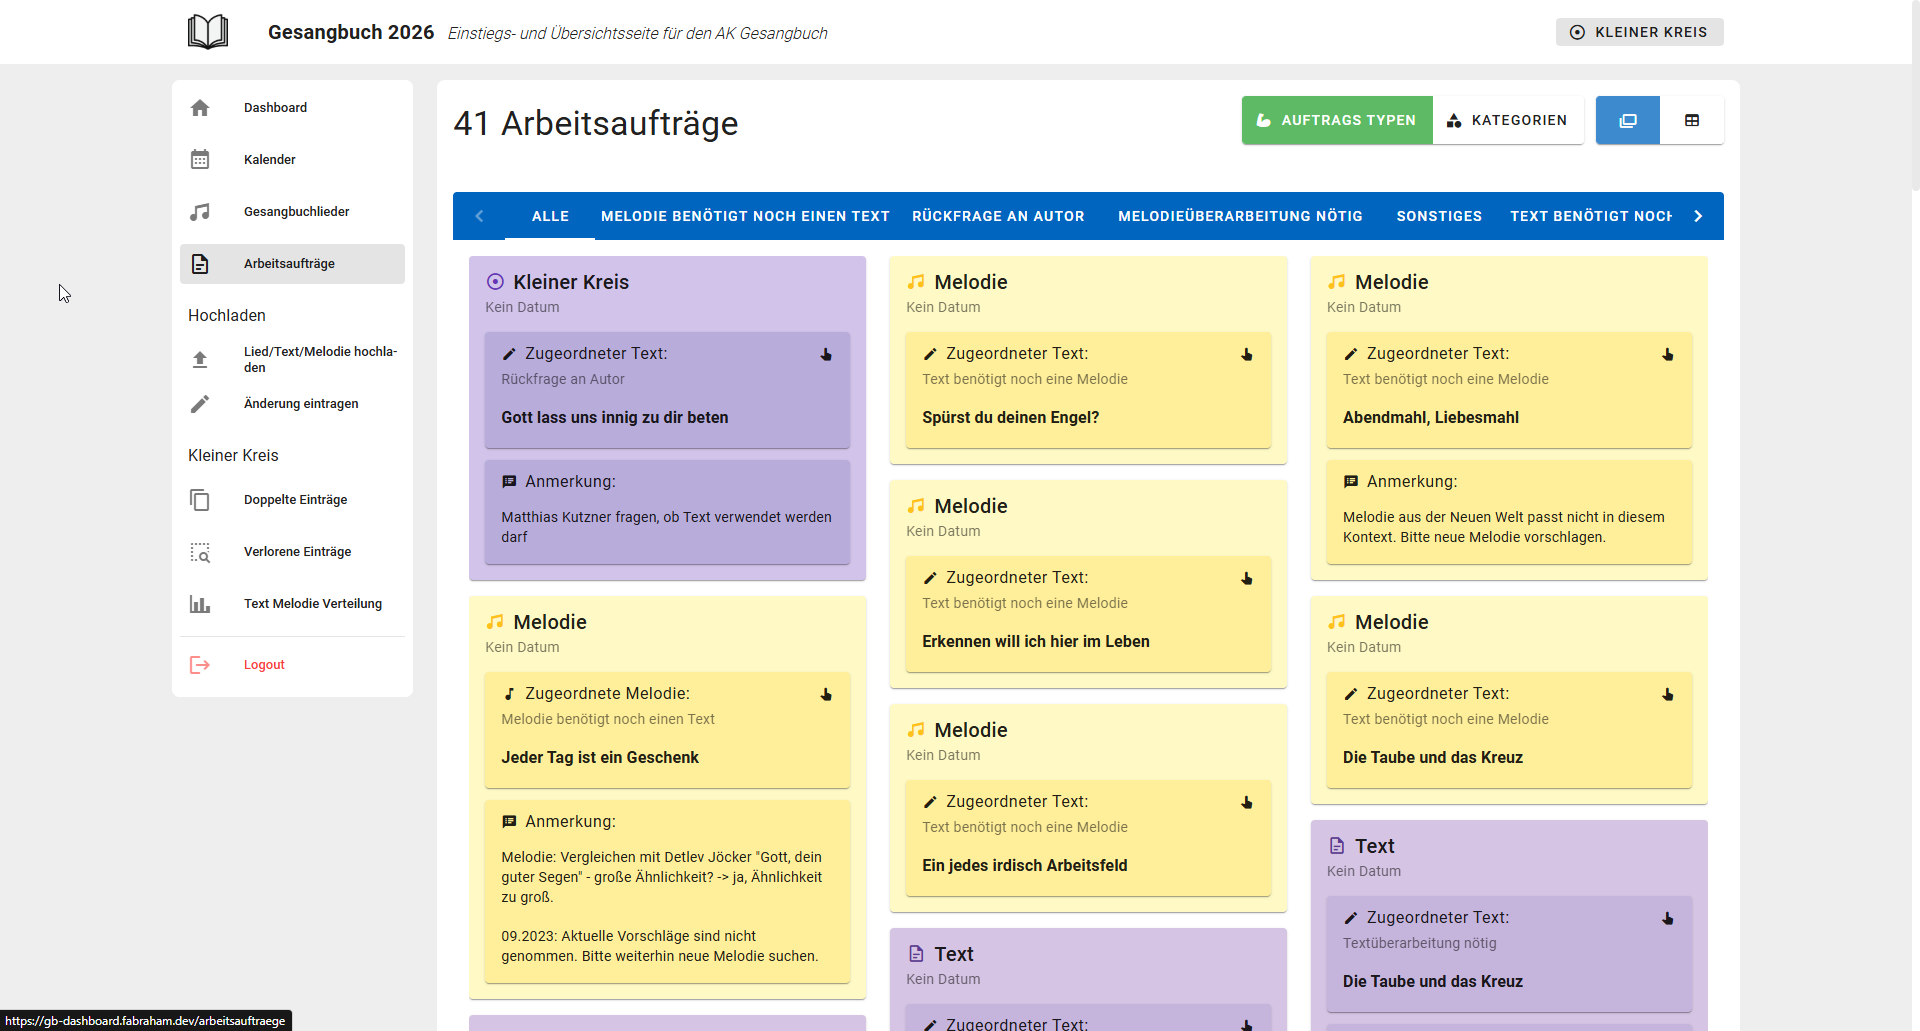 Gesangbuch 2026 Einstiegs- und Übersichtsseite für den AK Gesangbuch
KLEINER KREIS
Dashboard
Kalender
Gesangbuchlieder
Arbeitsaufträge
Hochladen
Lied/Text/Melodie hochla-
den
Änderung eintragen
Kleiner Kreis
Doppelte Einträge
Verlorene Einträge
Text Melodie Verteilung
Logout
41 Arbeitsaufträge
AUFTRAGS TYPEN
KATEGORIEN
ALLE MELODIE BENÖTIGT NOCH EINEN TEXT RÜCKFRAGE AN AUTOR MELODIEÜBERARBEITUNG NÖTIG SONSTIGES TEXT BENÖTIGT NOCH
Kleiner Kreis
Kein Datum
Zugeordneter Text:
Rückfrage an Autor
Gott lass uns innig zu dir beten
Anmerkung:
Matthias Kutzner fragen, ob Text verwendet werden
darf
Melodie
Kein Datum
Zugeordnete Melodie:
Melodie benötigt noch einen Text
Jeder Tag ist ein Geschenk
Anmerkung:
Melodie: Vergleichen mit Detlev Jöcker "Gott, dein
guter Segen" - große Ähnlichkeit? -> ja, Ähnlichkeit
zu groß.
09.2023: Aktuelle Vorschläge sind nicht
genommen. Bitte weiterhin neue Melodie suchen.
Melodie
Kein Datum
Zugeordneter Text:
Text benötigt noch eine Melodie
Spürst du deinen Engel?
Melodie
Kein Datum
Zugeordneter Text:
Text benötigt noch eine Melodie
Erkennen will ich hier im Leben
Melodie
Kein Datum
Zugeordneter Text:
Text benötigt noch eine Melodie
Ein jedes irdisch Arbeitsfeld
Text
Kein Datum
Zugeordneter Text:
Melodie
Kein Datum
Zugeordneter Text:
Text benötigt noch eine Melodie
Abendmahl, Liebesmahl
Anmerkung:
Melodie aus der Neuen Welt passt nicht in diesem
Kontext. Bitte neue Melodie vorschlagen.
Melodie
Kein Datum
Zugeordneter Text:
Text benötigt noch eine Melodie
Die Taube und das Kreuz
Text
Kein Datum
Zugeordneter Text:
Textüberarbeitung nötig
Die Taube und das Kreuz
https://gb-dashboard.fabraham.dev/arbeitsauftraege